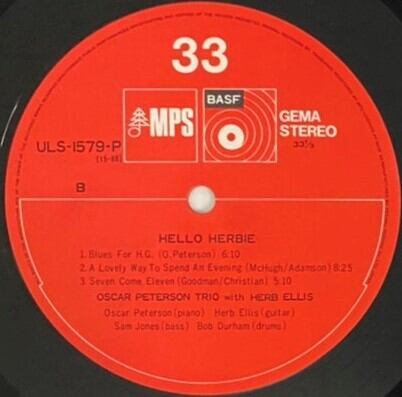 33
MPS
BASF
GEMA
STEREO
33⅓
ULS-1579-P
B
HELLO HERBIE
1. Blues For H.G. (O. Peterson) 6:10
2. A Lovely Way To Spend An Evening (McHugh/Adamson) 8:25
3. Seven Come, Eleven (Goodman/Christian) 5:10
OSCAR PETERSON TRIO with HERB ELLIS
Oscar Peterson (piano) Herb Ellis (guitar)
Sam Jones (bass) Bob Durham (drums)